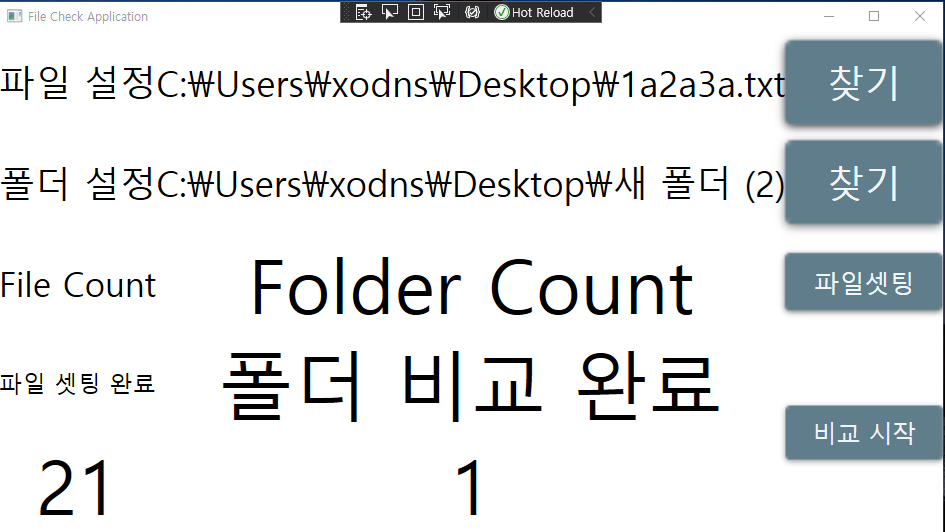 File Check Application
Hot Reload
파일 설정 C:₩Users₩xodns₩Desktop₩1a2a3a.txt 찾기
폴더 설정 C:₩Users₩xodns₩Desktop₩새 폴더 (2) 찾기
File Count Folder Count 파일셋팅
파일 셋팅 완료 폴더 비교 완료
비교 시작
21 1